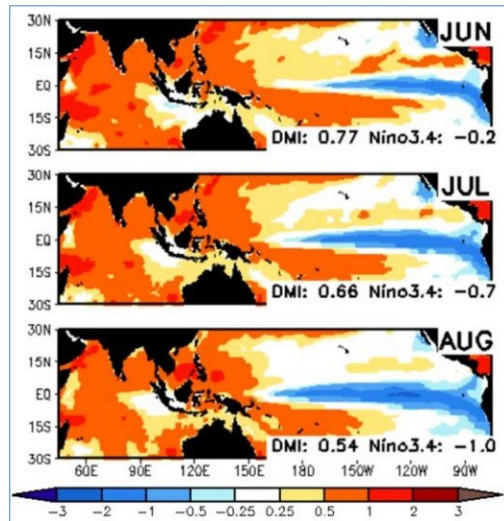 30N JUN
15N
EQ
15S
30S DMI: 0.77 Nino3.4: -0.2
30N JUL
15N
EQ
15S
30S DMI: 0.66 Nino3.4: -0.7
30N AUG
15N
EQ
15S
30S DMI: 0.54 Nino3.4: -1.0
60E 90E 120E 150E 180 150W 120W 90W
-3 -2 -1 -0.5 -0.25 0.25 0.5 1 2 3